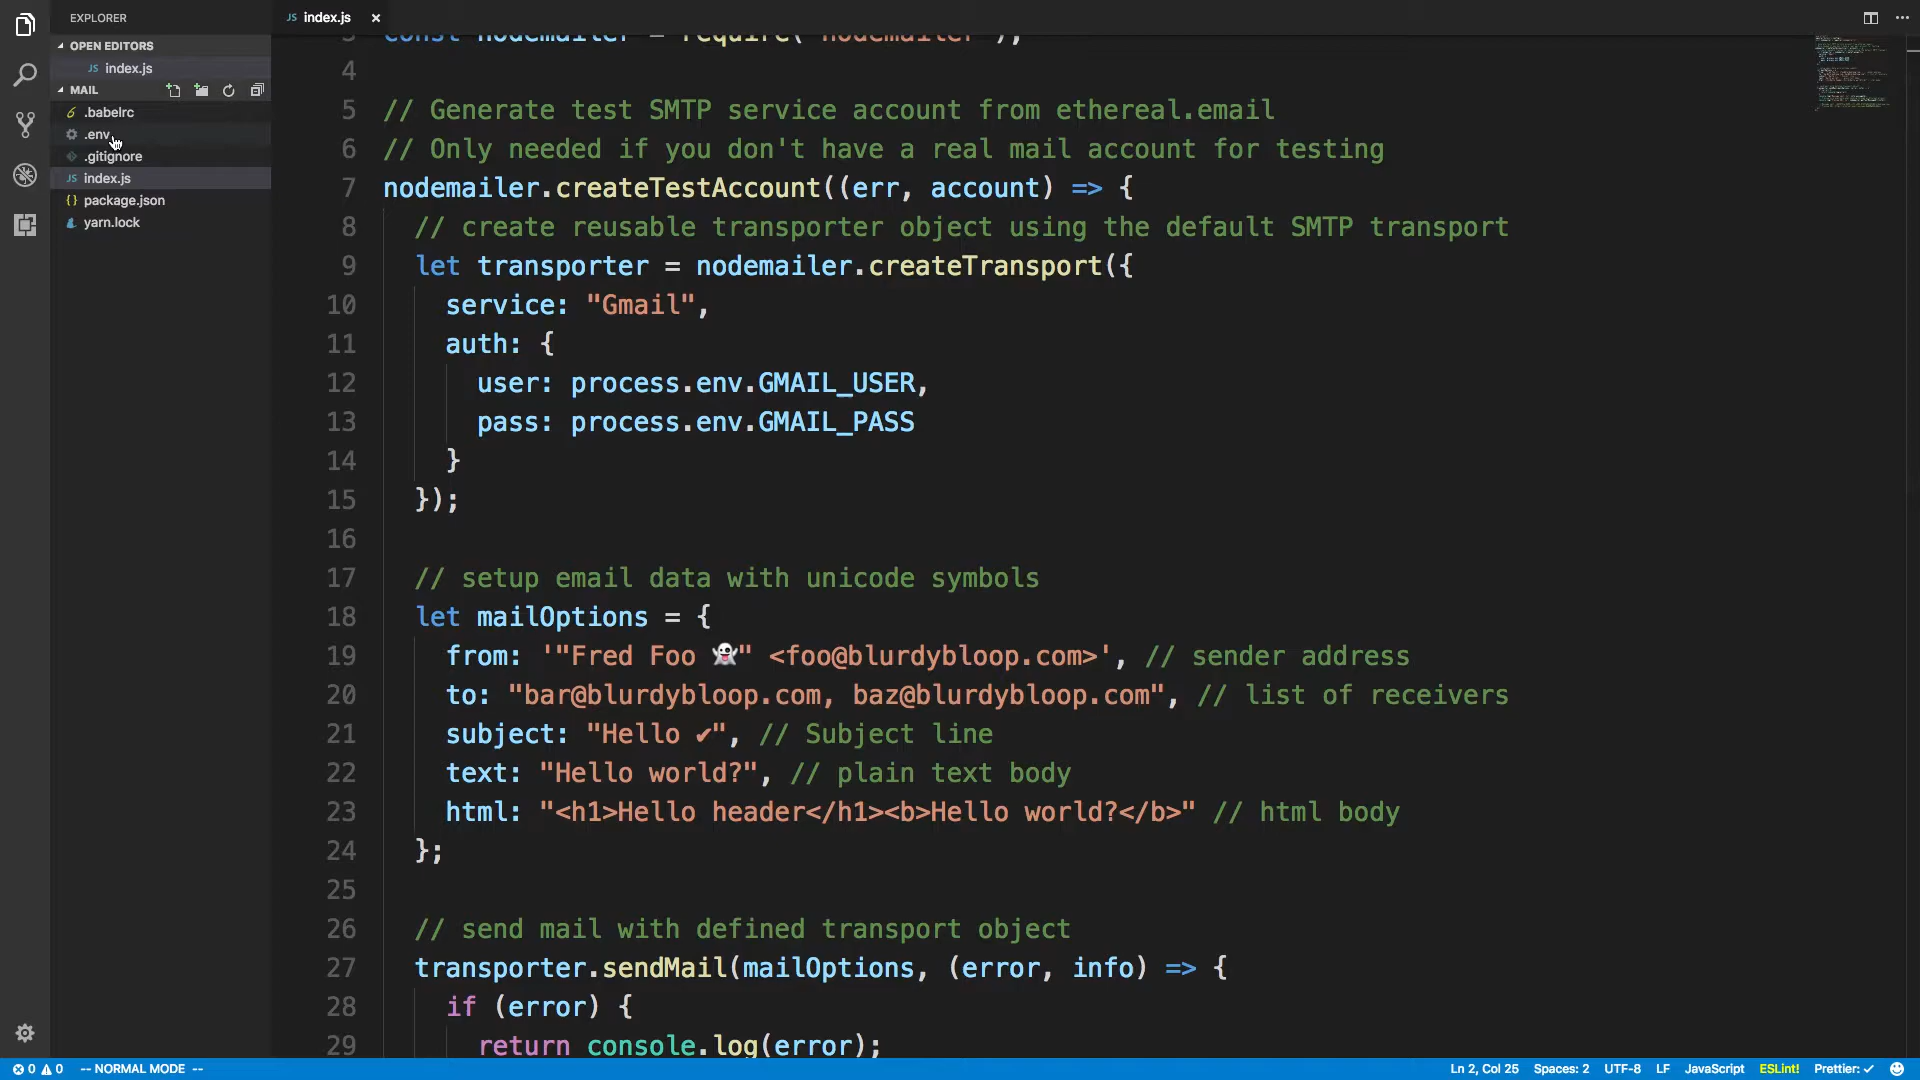 EXPLORER
OPEN EDITORS
JS index.js
MAIL
.babelrc
.env
.gitignore
JS index.js
{} package.json
yarn.lock
JS index.js ×
3 const nodemailer = require("nodemailer");
4
5 // Generate test SMTP service account from ethereal.email
6 // Only needed if you don't have a real mail account for testing
7 nodemailer.createTestAccount((err, account) => {
8 // create reusable transporter object using the default SMTP transport
9 let transporter = nodemailer.createTransport({
10 service: "Gmail",
11 auth: {
12 user: process.env.GMAIL_USER,
13 pass: process.env.GMAIL_PASS
14 }
15 });
16
17 // setup email data with unicode symbols
18 let mailOptions = {
19 from: '"Fred Foo 👻" <foo@blurdybloop.com>', // sender address
20 to: "bar@blurdybloop.com, baz@blurdybloop.com", // list of receivers
21 subject: "Hello ✔", // Subject line
22 text: "Hello world?", // plain text body
23 html: "<h1>Hello header</h1><b>Hello world?</b>" // html body
24 };
25
26 // send mail with defined transport object
27 transporter.sendMail(mailOptions, (error, info) => {
28 if (error) {
29 return console.log(error);
0 0 -- NORMAL MODE -- Ln 2, Col 25 Spaces: 2 UTF-8 LF JavaScript ESLint! Prettier: ✓